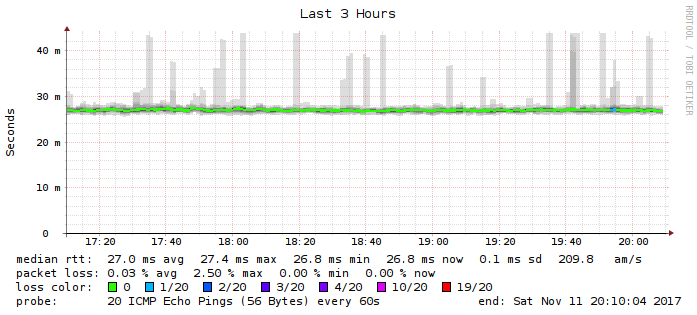 Last 3 Hours
RRDTOOL / TOBI OETIKER
Seconds
40 m
30 m
20 m
10 m
0
17:20 17:40 18:00 18:20 18:40 19:00 19:20 19:40 20:00
median rtt: 27.0 ms avg 27.4 ms max 26.8 ms min 26.8 ms now 0.1 ms sd 209.8 am/s
packet loss: 0.03 % avg 2.50 % max 0.00 % min 0.00 % now
loss color: 0 1/20 2/20 3/20 4/20 10/20 19/20
probe: 20 ICMP Echo Pings (56 Bytes) every 60s end: Sat Nov 11 20:10:04 2017